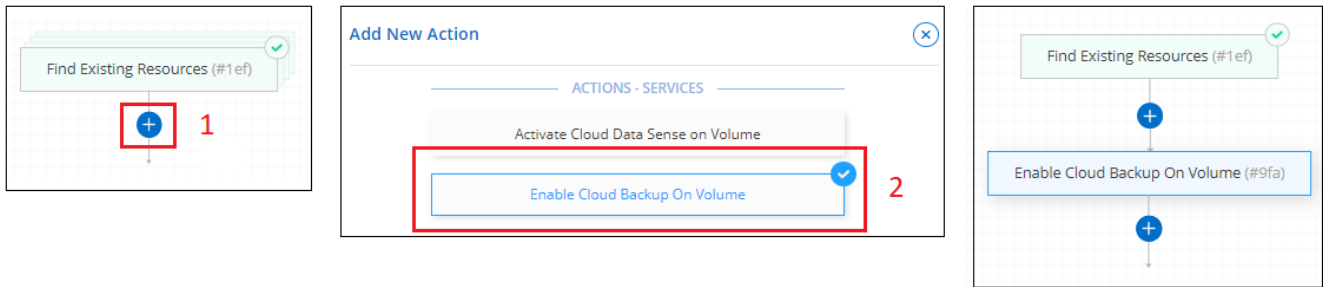 Find Existing Resources (#1ef)
1
Add New Action
ACTIONS - SERVICES
Activate Cloud Data Sense on Volume
Enable Cloud Backup On Volume
2
Find Existing Resources (#1ef)
Enable Cloud Backup On Volume (#9fa)